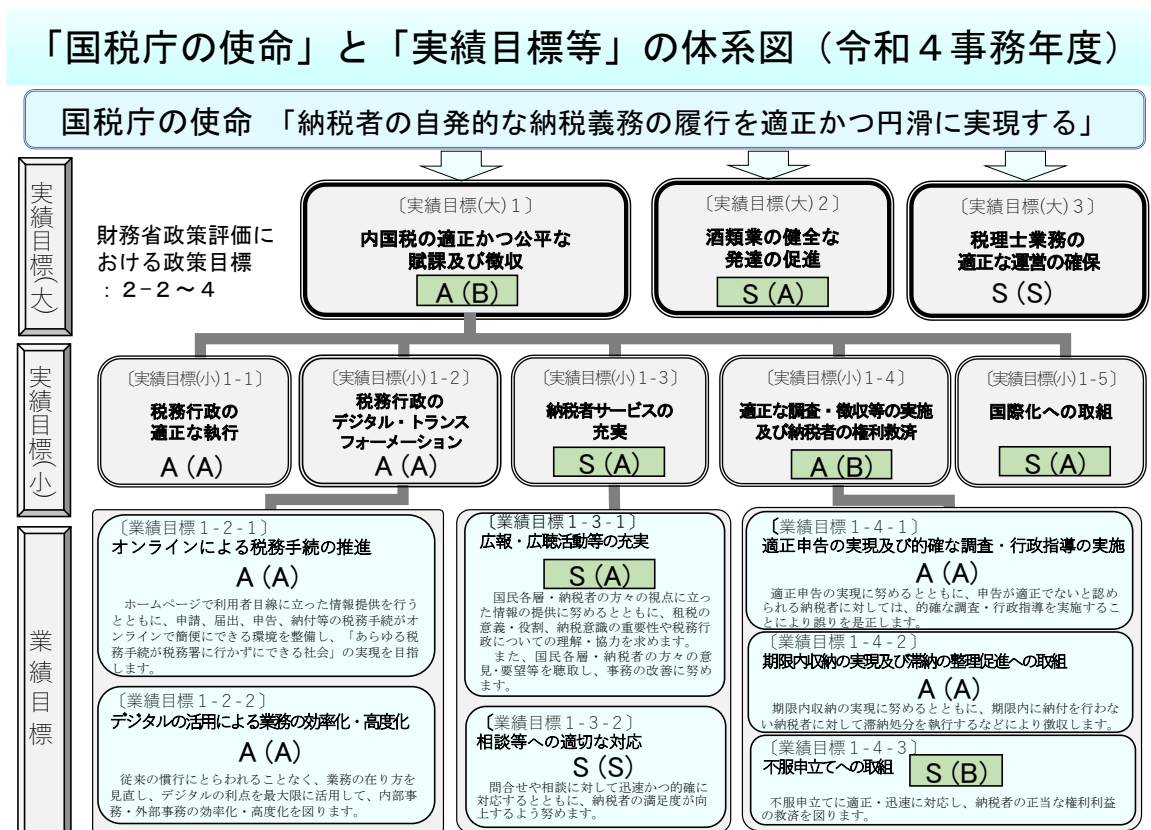 「国税庁の使命」と「実績目標等」の体系図（令和４事務年度）
国税庁の使命　「納税者の自発的な納税義務の履行を適正かつ円滑に実現する」
実績目標(大)
財務省政策評価に
おける政策目標
：２−２～４
〔実績目標(大)１〕
内国税の適正かつ公平な
賦課及び徴収
A（B）
〔実績目標(大)２〕
酒類業の健全な
発達の促進
S（A）
〔実績目標(大)３〕
税理士業務の
適正な運営の確保
S（S）
実績目標(小)
〔実績目標(小)1-1〕
税務行政の
適正な執行
A（A）
〔実績目標(小)1-2〕
税務行政の
デジタル・トランス
フォーメーション
A（A）
〔実績目標(小)1-3〕
納税者サービスの
充実
S（A）
〔実績目標(小)1-4〕
適正な調査・徴収等の実施
及び納税者の権利救済
A（B）
〔実績目標(小)1-5〕
国際化への取組
S（A）
業績目標
〔業績目標1-2-1〕
オンラインによる税務手続の推進
A（A）
ホームページで利用者目線に立った情報提供を行う
とともに、申請、届出、申告、納付等の税務手続がオ
ンラインで簡便にできる環境を整備し、「あらゆる税
務手続が税務署に行かずにできる社会」の実現を目指
します。
〔業績目標1-2-2〕
デジタルの活用による業務の効率化・高度化
A（A）
従来の慣行にとらわれることなく、業務の在り方を
見直し、デジタルの利点を最大限に活用して、内部事
務・外部事務の効率化・高度化を図ります。
〔業績目標1-3-1〕
広報・広聴活動等の充実
S（A）
国民各層・納税者の方々の視点に立っ
た情報の提供に努めるとともに、租税の
意義・役割、納税意識の重要性や税務行
政についての理解・協力を求めます。
また、国民各層・納税者の方々の意
見・要望等を聴取し、事務の改善に努め
ます。
〔業績目標1-3-2〕
相談等への適切な対応
S（S）
問合せや相談に対して迅速かつ的確に
対応するとともに、納税者の満足度が向
上するよう努めます。
〔業績目標1-4-1〕
適正申告の実現及び的確な調査・行政指導の実施
A（A）
適正申告の実現に努めるとともに、申告が適正でないと認め
られる納税者に対しては、的確な調査・行政指導を実施するこ
とにより誤りを是正します。
〔業績目標1-4-2〕
期限内収納の実現及び滞納の整理促進への取組
A（A）
期限内収納の実現に努めるとともに、期限内に納付を行わな
い納税者に対して滞納処分を執行するなどにより徴収します。
〔業績目標1-4-3〕
不服申立てへの取組
S（B）
不服申立てに適正・迅速に対応し、納税者の正当な権利利益
の救済を図ります。